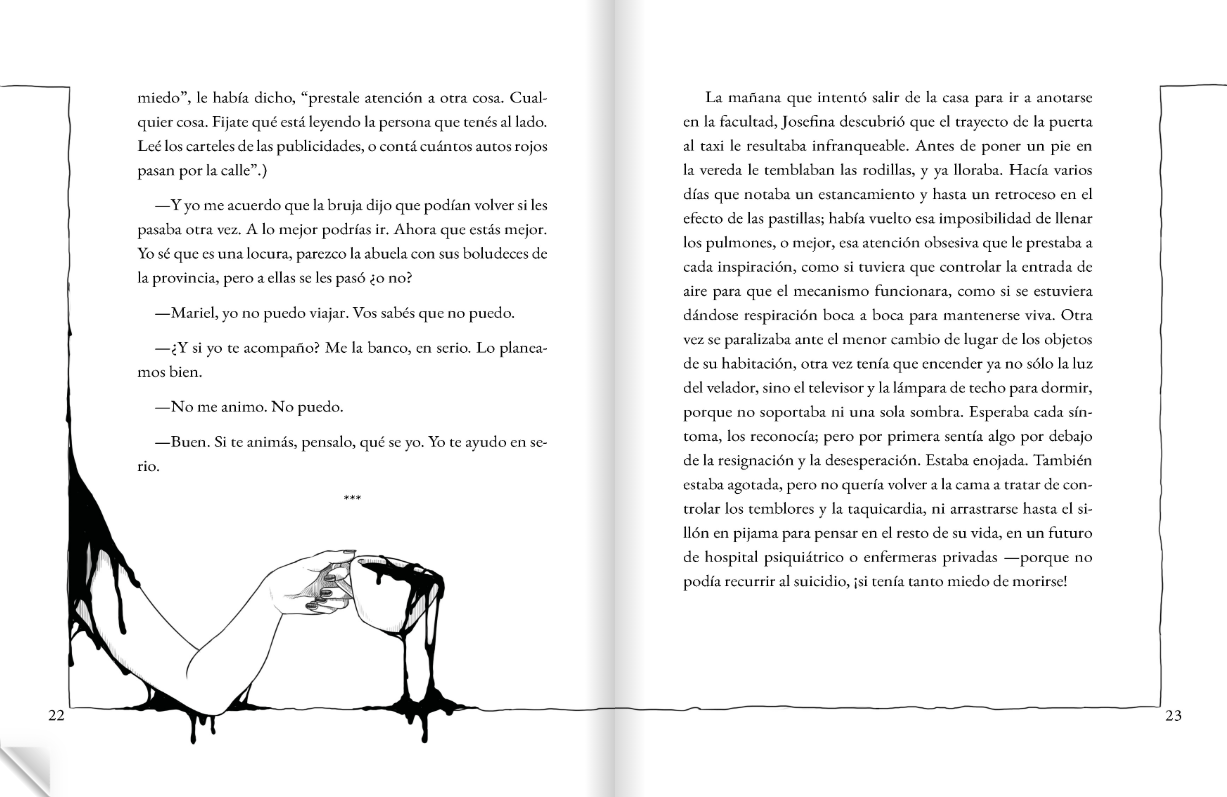 miedo”, le había dicho, “prestale atención a otra cosa. Cual-
quier cosa. Fijate qué está leyendo la persona que tenés al lado.
Leé los carteles de las publicidades, o contá cuántos autos rojos
pasan por la calle”.)
—Y yo me acuerdo que la bruja dijo que podían volver si les
pasaba otra vez. A lo mejor podrías ir. Ahora que estás mejor.
Yo sé que es una locura, parezco la abuela con sus boludeces de
la provincia, pero a ellas se les pasó ¿o no?
—Mariel, yo no puedo viajar. Vos sabés que no puedo.
—¿Y si yo te acompaño? Me la banco, en serio. Lo planea-
mos bien.
—No me animo. No puedo.
—Buen. Si te animás, pensalo, qué se yo. Yo te ayudo en se-
rio.
***
22
La mañana que intentó salir de la casa para ir a anotarse
en la facultad, Josefina descubrió que el trayecto de la puerta
al taxi le resultaba infranqueable. Antes de poner un pie en
la vereda le temblaban las rodillas, y ya lloraba. Hacía varios
días que notaba un estancamiento y hasta un retroceso en el
efecto de las pastillas; había vuelto esa imposibilidad de llenar
los pulmones, o mejor, esa atención obsesiva que le prestaba a
cada inspiración, como si tuviera que controlar la entrada de
aire para que el mecanismo funcionara, como si se estuviera
dándose respiración boca a boca para mantenerse viva. Otra
vez se paralizaba ante el menor cambio de lugar de los objetos
de su habitación, otra vez tenía que encender ya no sólo la luz
del velador, sino el televisor y la lámpara de techo para dormir,
porque no soportaba ni una sola sombra. Esperaba cada sín-
toma, los reconocía; pero por primera sentía algo por debajo
de la resignación y la desesperación. Estaba enojada. También
estaba agotada, pero no quería volver a la cama a tratar de con-
trolar los temblores y la taquicardia, ni arrastrarse hasta el si-
llón en pijama para pensar en el resto de su vida, en un futuro
de hospital psiquiátrico o enfermeras privadas —porque no
podía recurrir al suicidio, ¡si tenía tanto miedo de morirse!
23